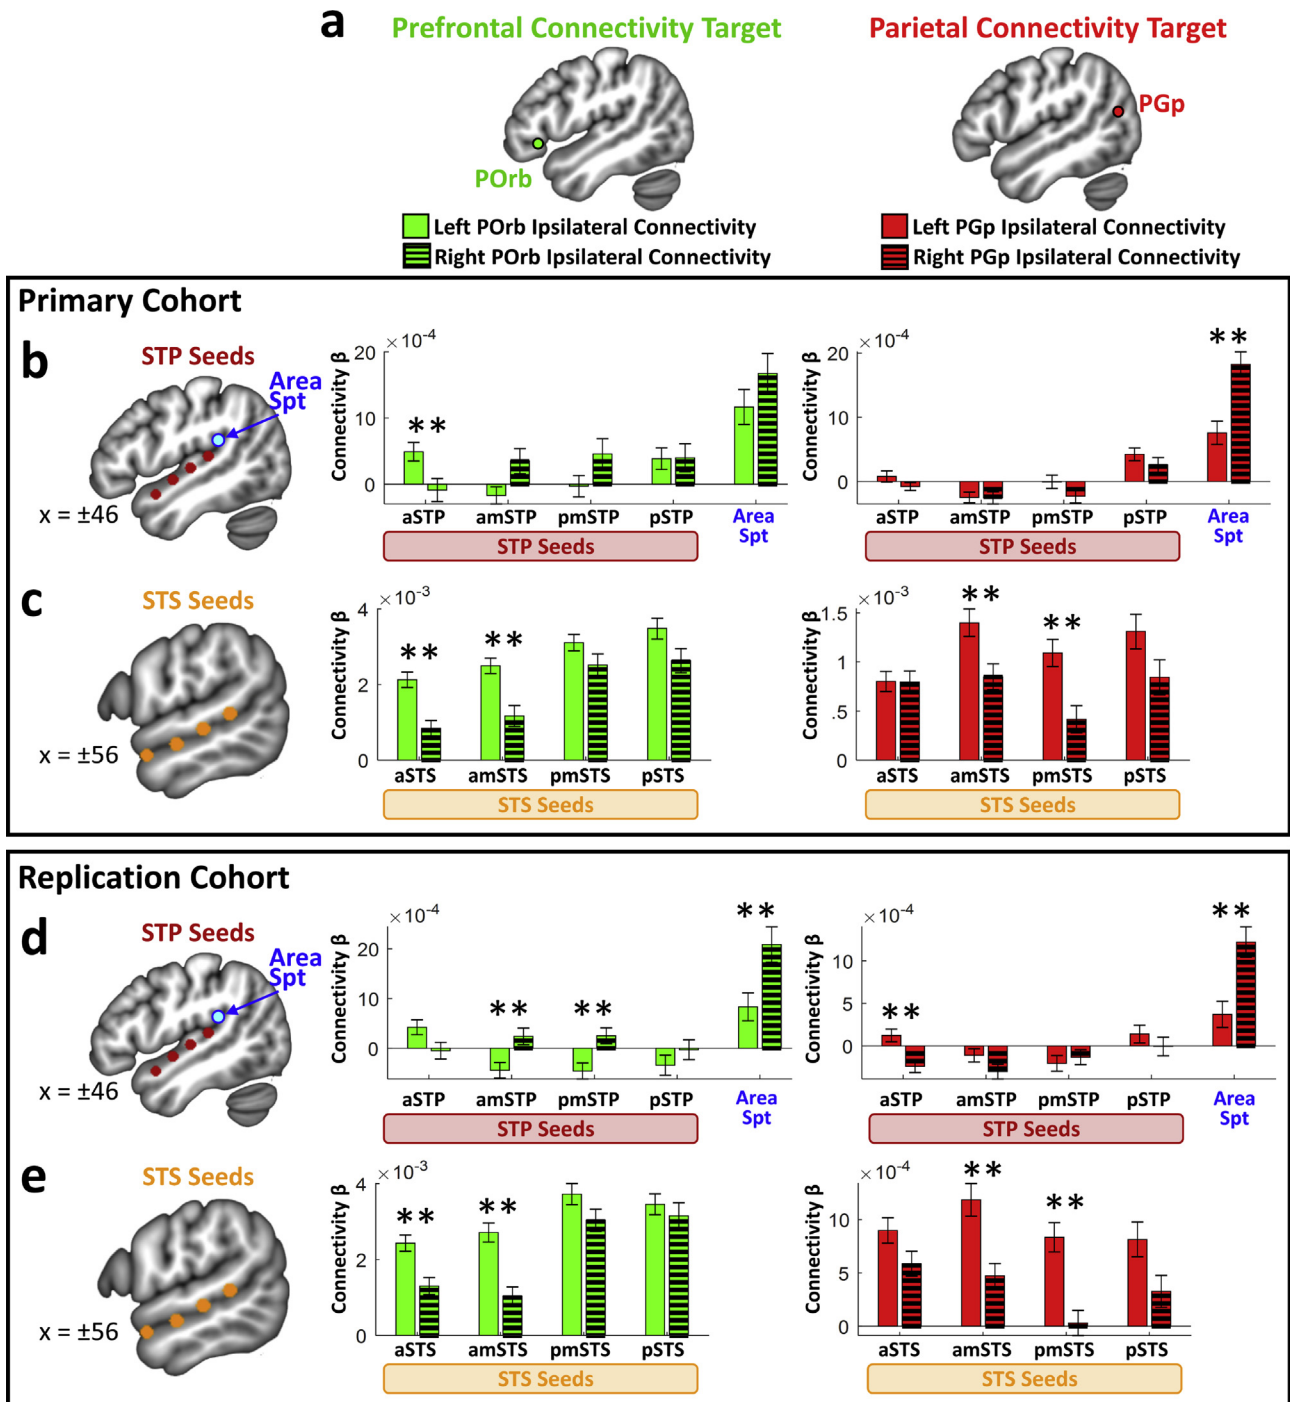 a
Prefrontal Connectivity Target
Parietal Connectivity Target
POrb
PGp
Left POrb Ipsilateral Connectivity
Right POrb Ipsilateral Connectivity
Left PGp Ipsilateral Connectivity
Right PGp Ipsilateral Connectivity
Primary Cohort
b
STP Seeds
Area
Spt
x = ±46
×10-4
Connectivity β
20
10
0
**
aSTP amSTP pmSTP pSTP Area
Spt
STP Seeds
×10-4
Connectivity β
20
10
0
**
aSTP amSTP pmSTP pSTP Area
Spt
STP Seeds
c
STS Seeds
x = ±56
×10-3
Connectivity β
4
2
0
** **
aSTS amSTS pmSTS pSTS
STS Seeds
×10-3
Connectivity β
1.5
1
.5
0
** **
aSTS amSTS pmSTS pSTS
STS Seeds
Replication Cohort
d
STP Seeds
Area
Spt
x = ±46
×10-4
Connectivity β
20
10
0
** ** **
aSTP amSTP pmSTP pSTP Area
Spt
STP Seeds
×10-4
Connectivity β
10
5
0
** **
aSTP amSTP pmSTP pSTP Area
Spt
STP Seeds
e
STS Seeds
x = ±56
×10-3
Connectivity β
4
2
0
** **
aSTS amSTS pmSTS pSTS
STS Seeds
×10-4
Connectivity β
10
5
0
** **
aSTS amSTS pmSTS pSTS
STS Seeds